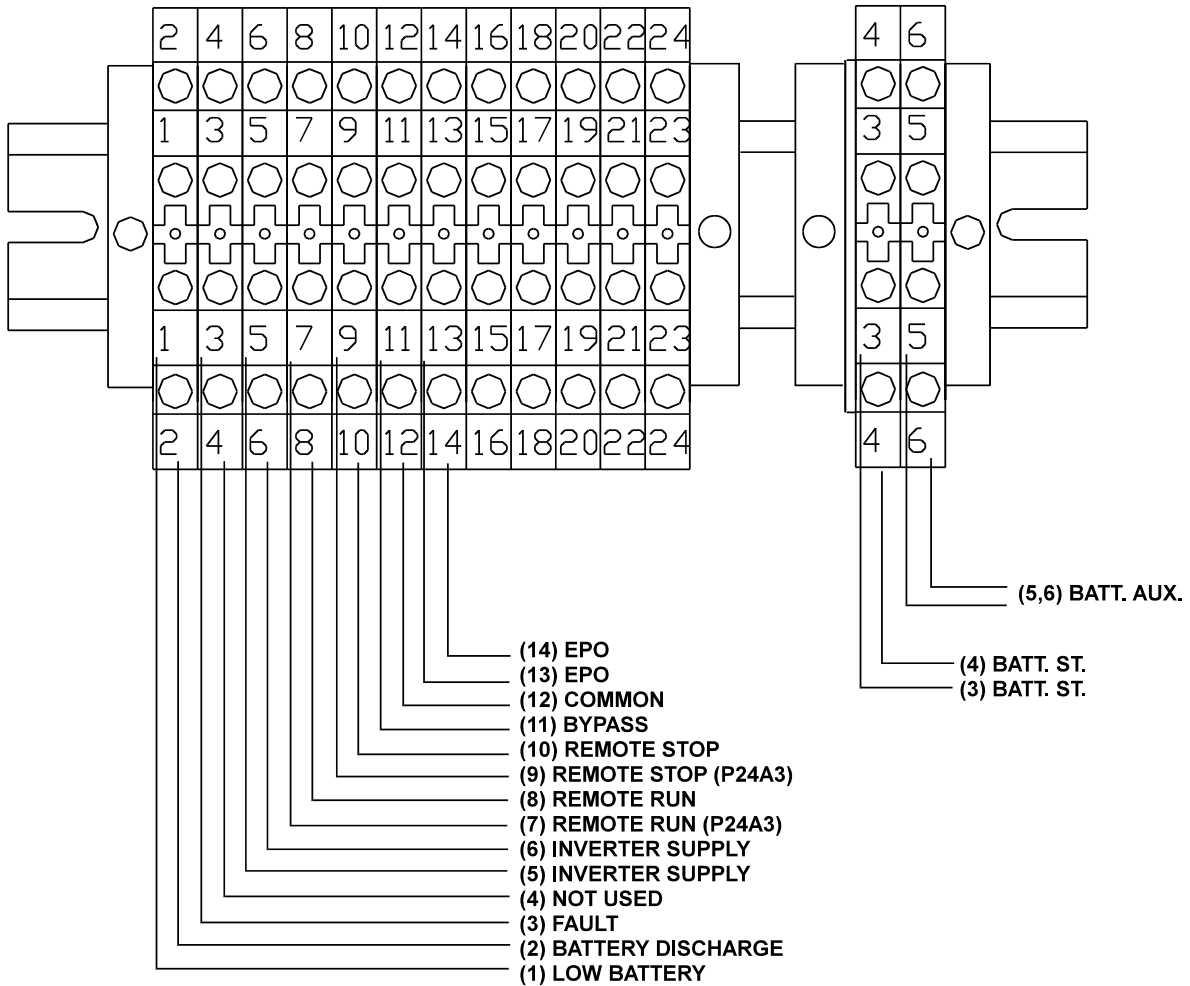 2 4 6 8 10 12 14 16 18 20 22 24
4 6
1 3 5 7 9 11 13 15 17 19 21 23
3 5
1 3 5 7 9 11 13 15 17 19 21 23
3 5
2 4 6 8 10 12 14 16 18 20 22 24
4 6
(5,6) BATT. AUX.
(4) BATT. ST.
(3) BATT. ST.
(14) EPO
(13) EPO
(12) COMMON
(11) BYPASS
(10) REMOTE STOP
(9) REMOTE STOP (P24A3)
(8) REMOTE RUN
(7) REMOTE RUN (P24A3)
(6) INVERTER SUPPLY
(5) INVERTER SUPPLY
(4) NOT USED
(3) FAULT
(2) BATTERY DISCHARGE
(1) LOW BATTERY